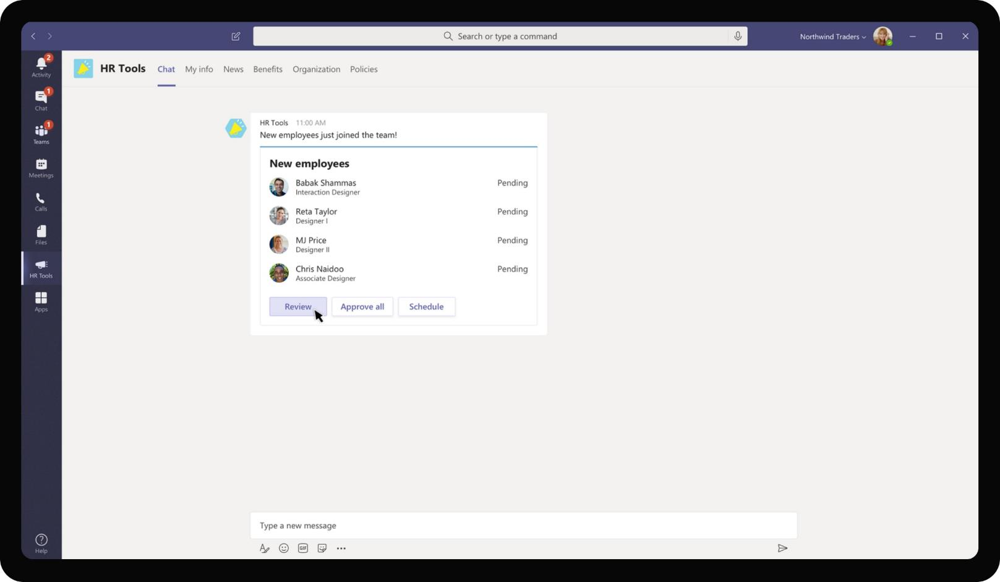 Search or type a command
Northwind Traders
2
Activity
1
Chat
1
Teams
Meetings
Calls
Files
HR Tools
Apps
Help
HR Tools Chat My info News Benefits Organization Policies
HR Tools 11:00 AM
New employees just joined the team!
New employees
Babak Shammas Pending
Interaction Designer
Reta Taylor Pending
Designer I
MJ Price Pending
Designer II
Chris Naidoo Pending
Associate Designer
Review Approve all Schedule
Type a new message
GIF